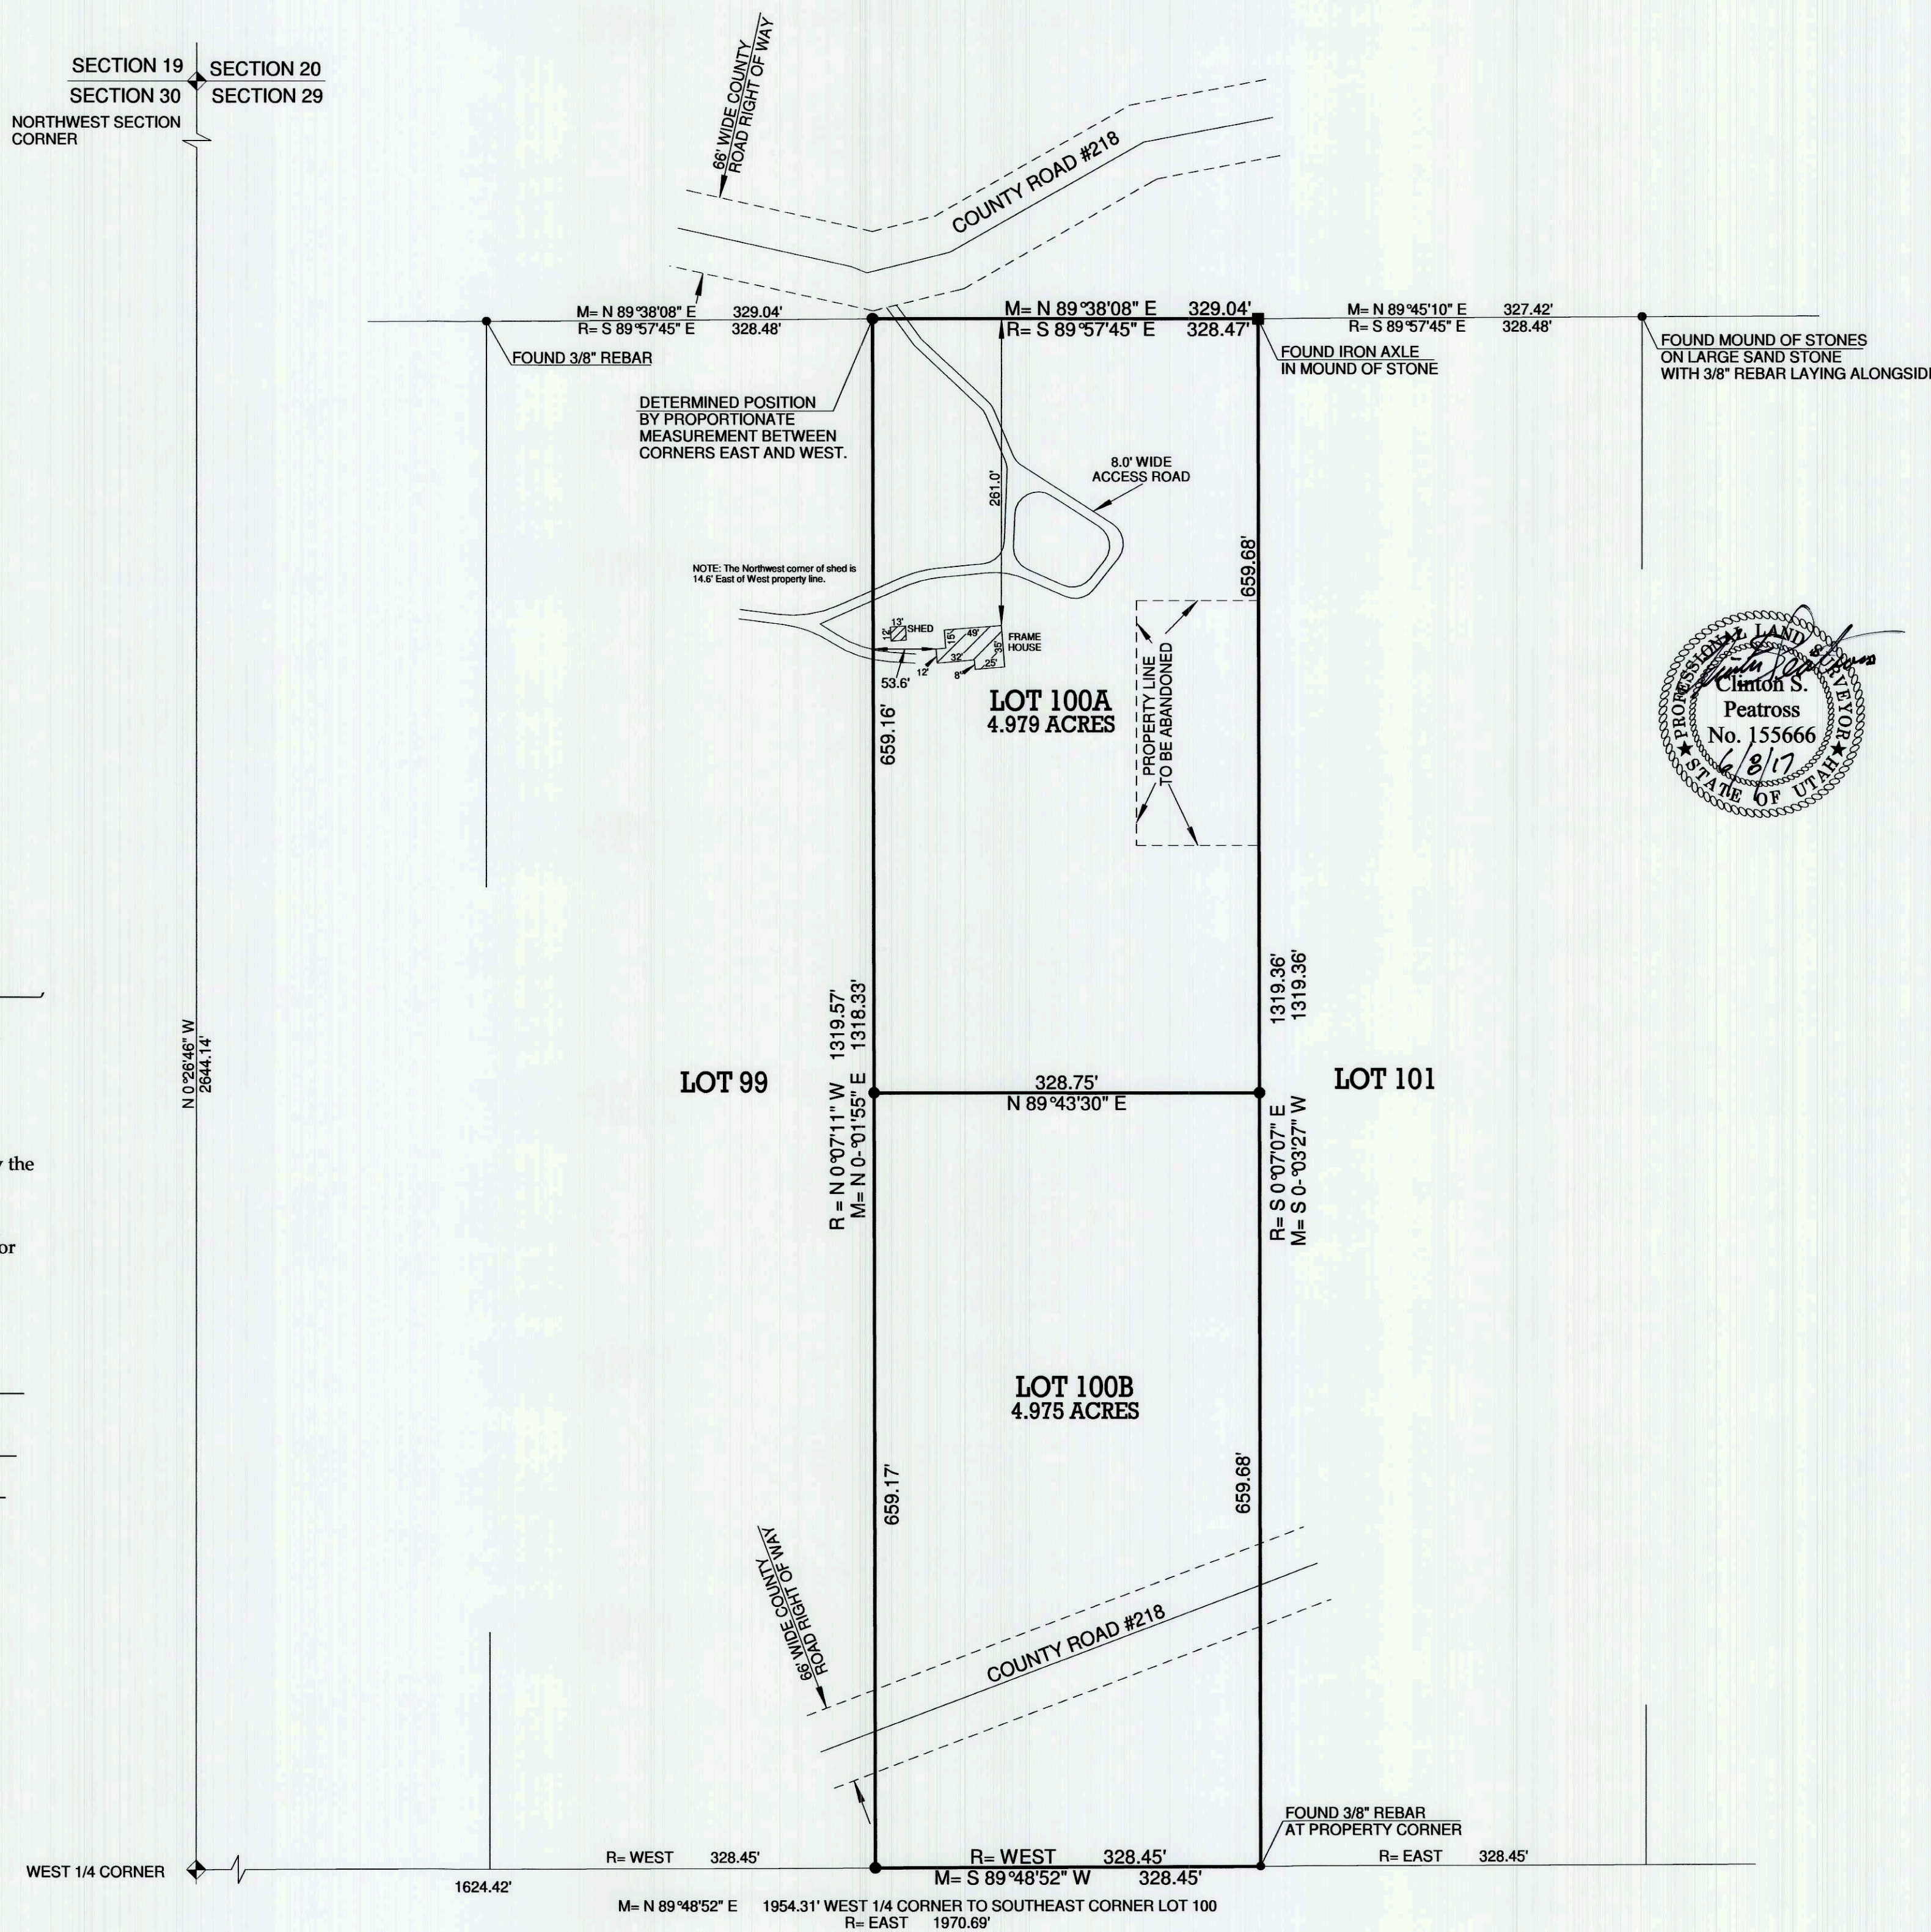 SECTION 19
SECTION 20
SECTION 30
SECTION 29
NORTHWEST SECTION
CORNER
66' WIDE COUNTY
ROAD RIGHT OF WAY
COUNTY ROAD #218
M= N 89°38'08" E 329.04'
R= S 89°57'45" E 328.48'
M= N 89°38'08" E 329.04'
R= S 89°57'45" E 328.47'
M= N 89°45'10" E 327.42'
R= S 89°57'45" E 328.48'
FOUND 3/8" REBAR
FOUND IRON AXLE
IN MOUND OF STONE
FOUND MOUND OF STONES
ON LARGE SAND STONE
WITH 3/8" REBAR LAYING ALONGSID
DETERMINED POSITION
BY PROPORTIONATE
MEASUREMENT BETWEEN
CORNERS EAST AND WEST.
8.0' WIDE
ACCESS ROAD
261.0'
659.68'
NOTE: The Northwest corner of shed is
14.6' East of West property line.
13'
12'
SHED
15'
49'
35'
FRAME
HOUSE
32'
25'
12'
8'
53.6'
LOT 100A
4.979 ACRES
659.16'
PROPERTY LINE
TO BE ABANDONED
PROFESSIONAL LAND SURVEYOR
Clinton S.
Peatross
No. 155666
6/8/17
STATE OF UTAH
N 0°26'46" W
2644.14'
LOT 99
R = N 0°07'11" W 1319.57'
M= N 0-°01'55" E 1318.33'
328.75'
N 89°43'30" E
R= S 0°07'07" E 1319.36'
M= S 0-°03'27" W 1319.36'
LOT 101
the
or
LOT 100B
4.975 ACRES
659.17'
659.68'
66' WIDE COUNTY
ROAD RIGHT OF WAY
COUNTY ROAD #218
FOUND 3/8" REBAR
AT PROPERTY CORNER
WEST 1/4 CORNER
R= WEST 328.45'
R= WEST 328.45'
M= S 89°48'52" W 328.45'
R= EAST 328.45'
1624.42'
M= N 89°48'52" E 1954.31' WEST 1/4 CORNER TO SOUTHEAST CORNER LOT 100
R= EAST 1970.69'